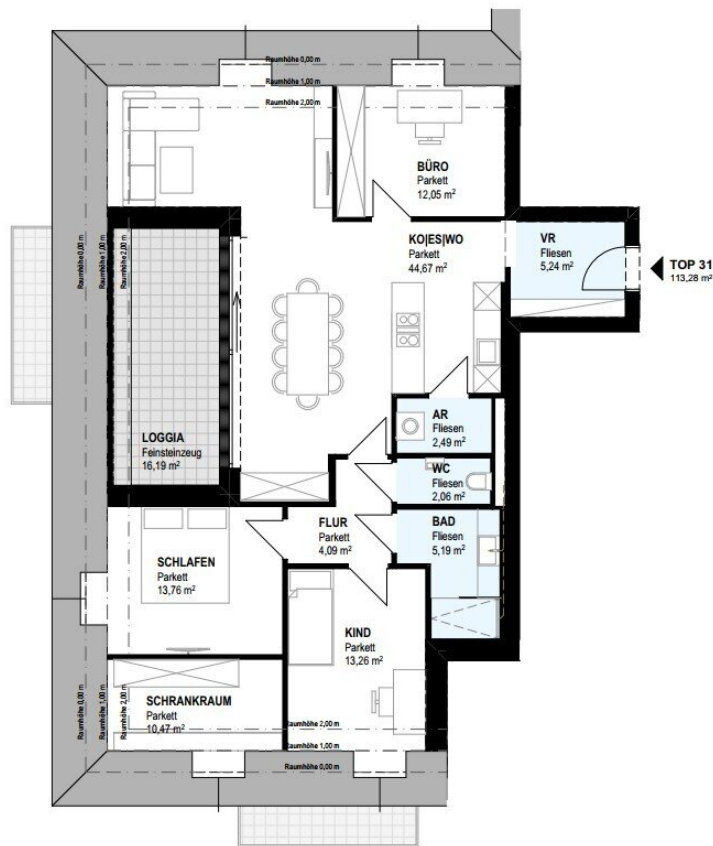 Raumhöhe 0,00 m
Raumhöhe 1,00 m
Raumhöhe 2,00 m
BÜRO
Parkett
12,05 m²
KO|ES|WO
Parkett
44,67 m²
VR
Fliesen
5,24 m²
TOP 31
113,28 m²
Raumhöhe 0,00 m
Raumhöhe 1,00 m
Raumhöhe 2,00 m
LOGGIA
Feinsteinzeug
16,19 m²
AR
Fliesen
2,49 m²
WC
Fliesen
2,06 m²
FLUR
Parkett
4,09 m²
BAD
Fliesen
5,19 m²
SCHLAFEN
Parkett
13,76 m²
KIND
Parkett
13,26 m²
SCHRANKRAUM
Parkett
10,47 m²
Raumhöhe 0,00 m
Raumhöhe 1,00 m
Raumhöhe 2,00 m
Raumhöhe 2,00 m
Raumhöhe 1,00 m
Raumhöhe 0,00 m